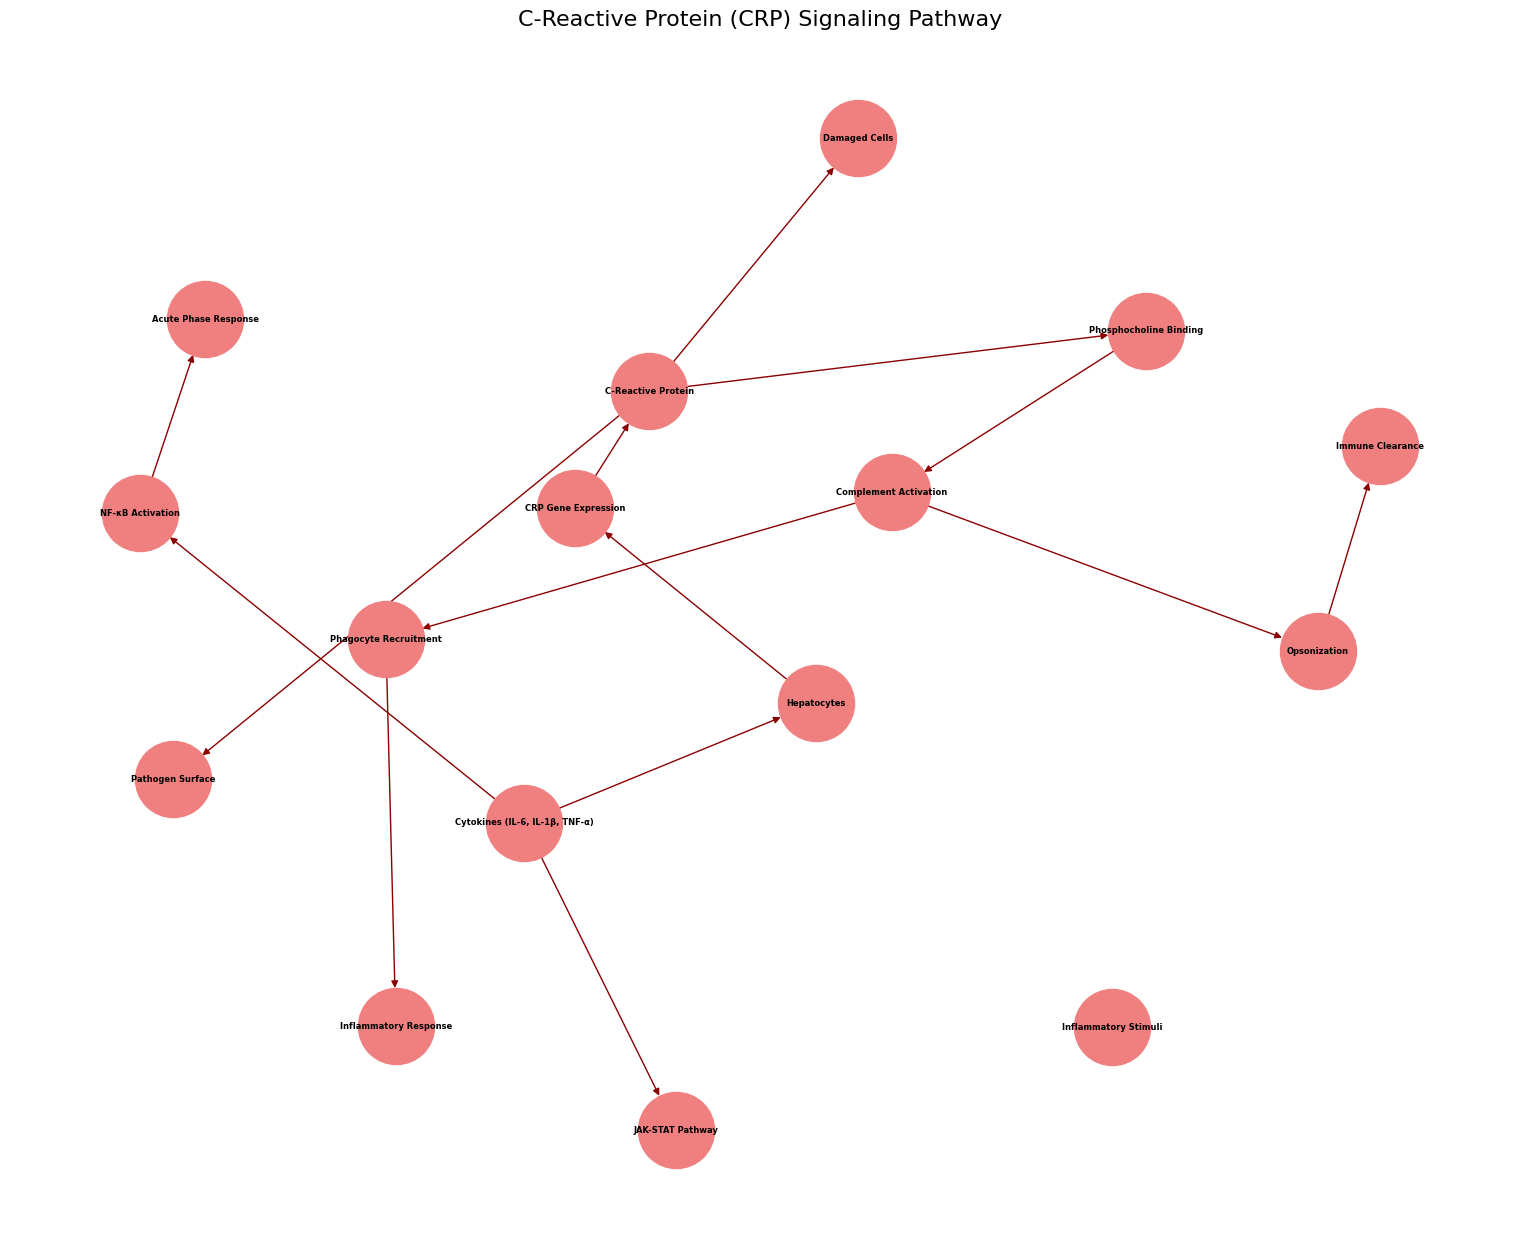 C-Reactive Protein (CRP) Signaling Pathway
Damaged Cells
Acute Phase Response
Phosphocholine Binding
C-Reactive Protein
Immune Clearance
Complement Activation
CRP Gene Expression
NF-κB Activation
Phagocyte Recruitment
Opsonization
Hepatocytes
Pathogen Surface
Cytokines (IL-6, IL-1β, TNF-α)
Inflammatory Response
Inflammatory Stimuli
JAK-STAT Pathway